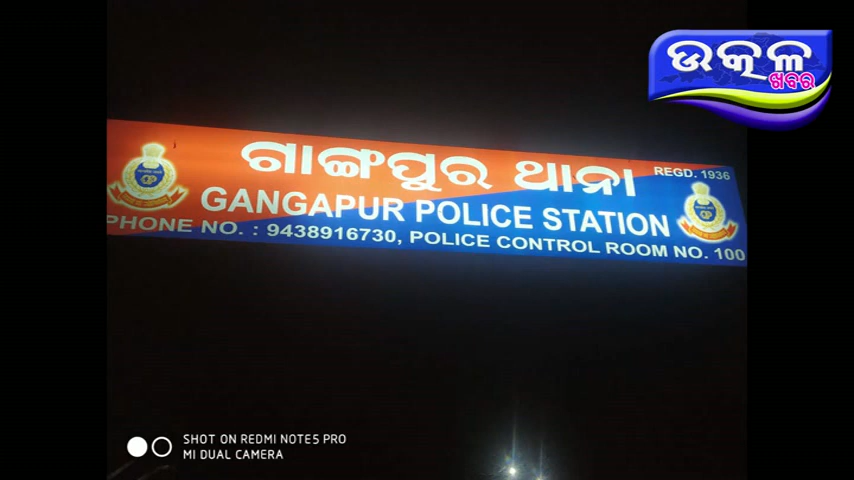 ଉତ୍କଳ
ଖବର
ଗାଙ୍ଗପୁର ଥାନା
REGD. 1936
GANGAPUR POLICE STATION
PHONE NO. : 9438916730, POLICE CONTROL ROOM NO. 100
SHOT ON REDMI NOTE5 PRO
MI DUAL CAMERA